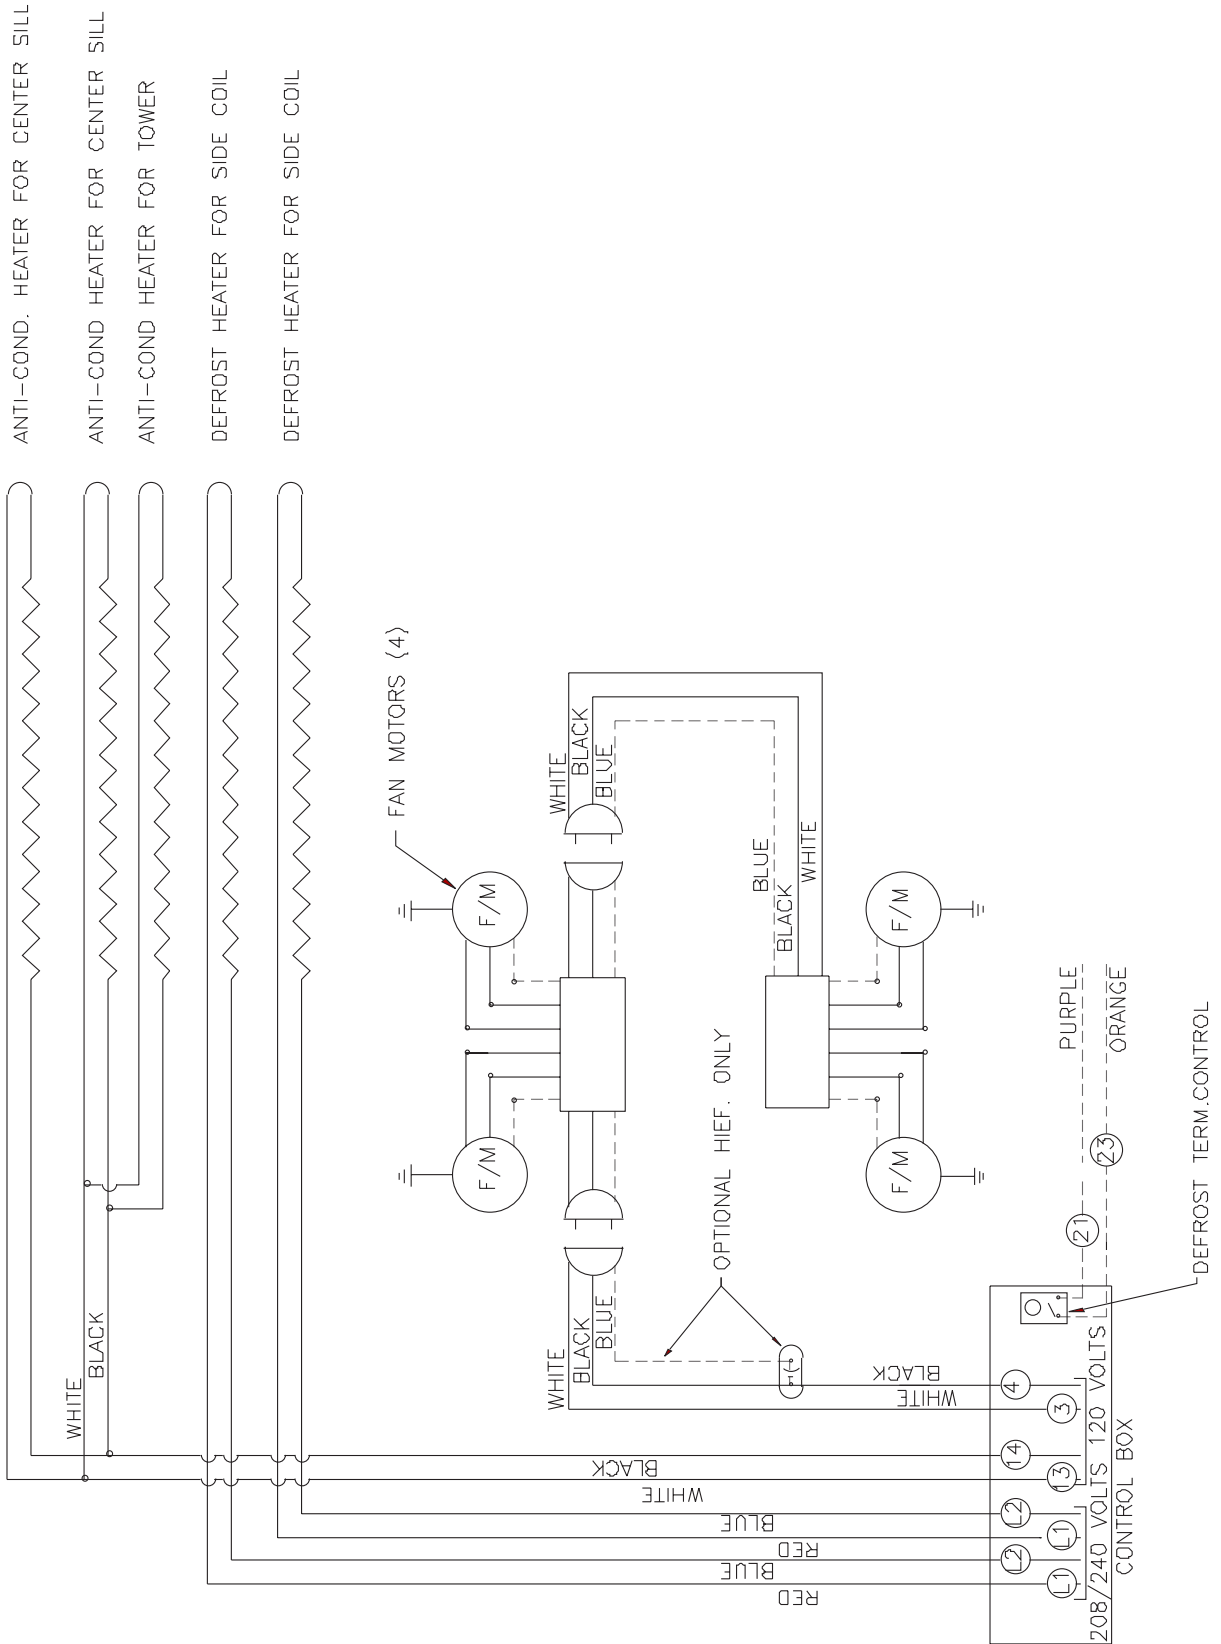 ANTI-COND. HEATER FOR CENTER SILL
ANTI-COND HEATER FOR CENTER SILL
ANTI-COND HEATER FOR TOWER
DEFROST HEATER FOR SIDE COIL
DEFROST HEATER FOR SIDE COIL
WHITE
BLACK
FAN MOTORS (4)
F/M
F/M
WHITE
BLACK
BLUE
WHITE
BLACK
BLUE
OPTIONAL HIEF. ONLY
BLUE
BLACK
WHITE
F/M
F/M
PURPLE
ORANGE
21
23
DEFROST TERM.CONTROL
BLACK
WHITE
BLACK
WHITE
BLUE
RED
BLUE
RED
4
3
14
13
L2
L1
L2
L1
208/240 VOLTS 120 VOLTS
CONTROL BOX